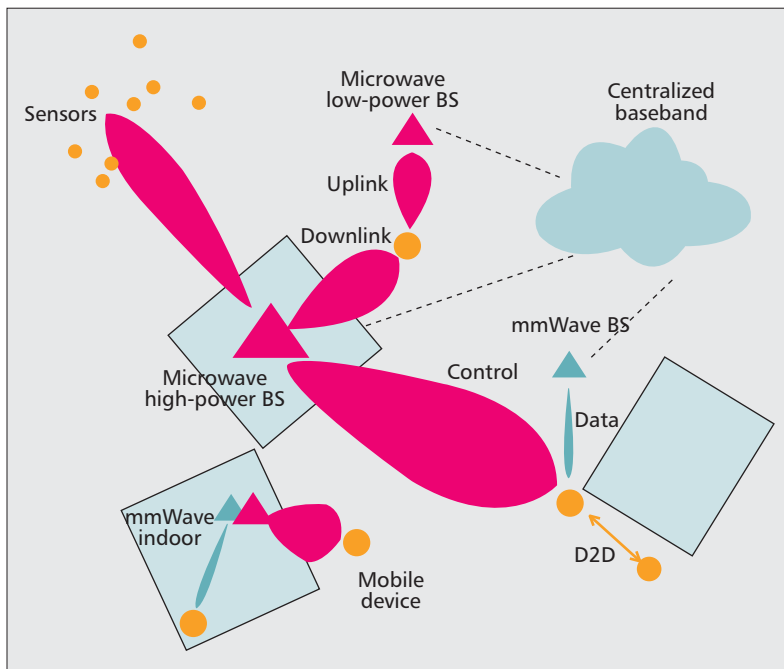 Microwave
low-power BS
Centralized
baseband
Sensors
Uplink
Downlink
mmWave BS
Microwave
high-power BS
Control
Data
mmWave
indoor
D2D
Mobile
device